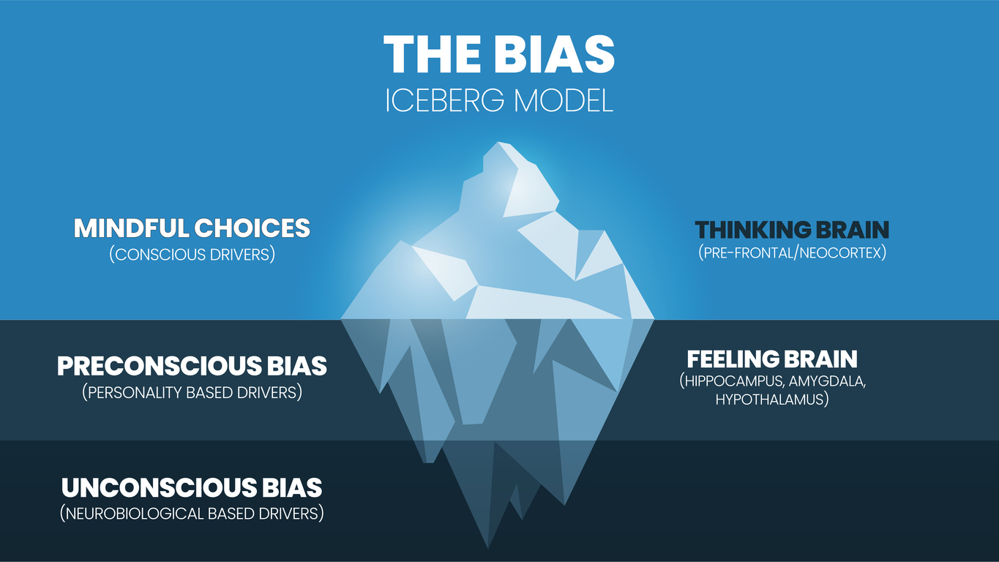 THE BIAS
ICEBERG MODEL
MINDFUL CHOICES
(CONSCIOUS DRIVERS)
THINKING BRAIN
(PRE-FRONTAL/NEOCORTEX)
PRECONSCIOUS BIAS
(PERSONALITY BASED DRIVERS)
FEELING BRAIN
(HIPPOCAMPUS, AMYGDALA,
HYPOTHALAMUS)
UNCONSCIOUS BIAS
(NEUROBIOLOGICAL BASED DRIVERS)